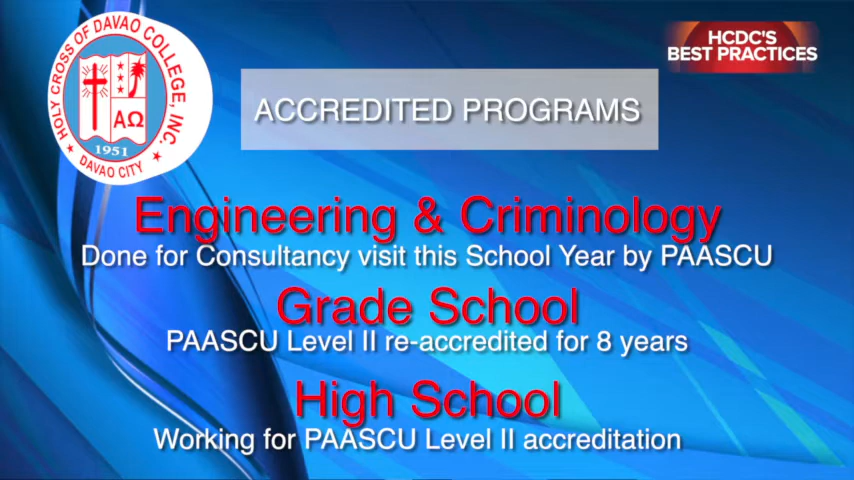 HOLY CROSS OF DAVAO COLLEGE, INC.
ΑΩ
1951
DAVAO CITY
HCDC'S
BEST PRACTICES
ACCREDITED PROGRAMS
Engineering & Criminology
Done for Consultancy visit this School Year by PAASCU
Grade School
PAASCU Level II re-accredited for 8 years
High School
Working for PAASCU Level II accreditation